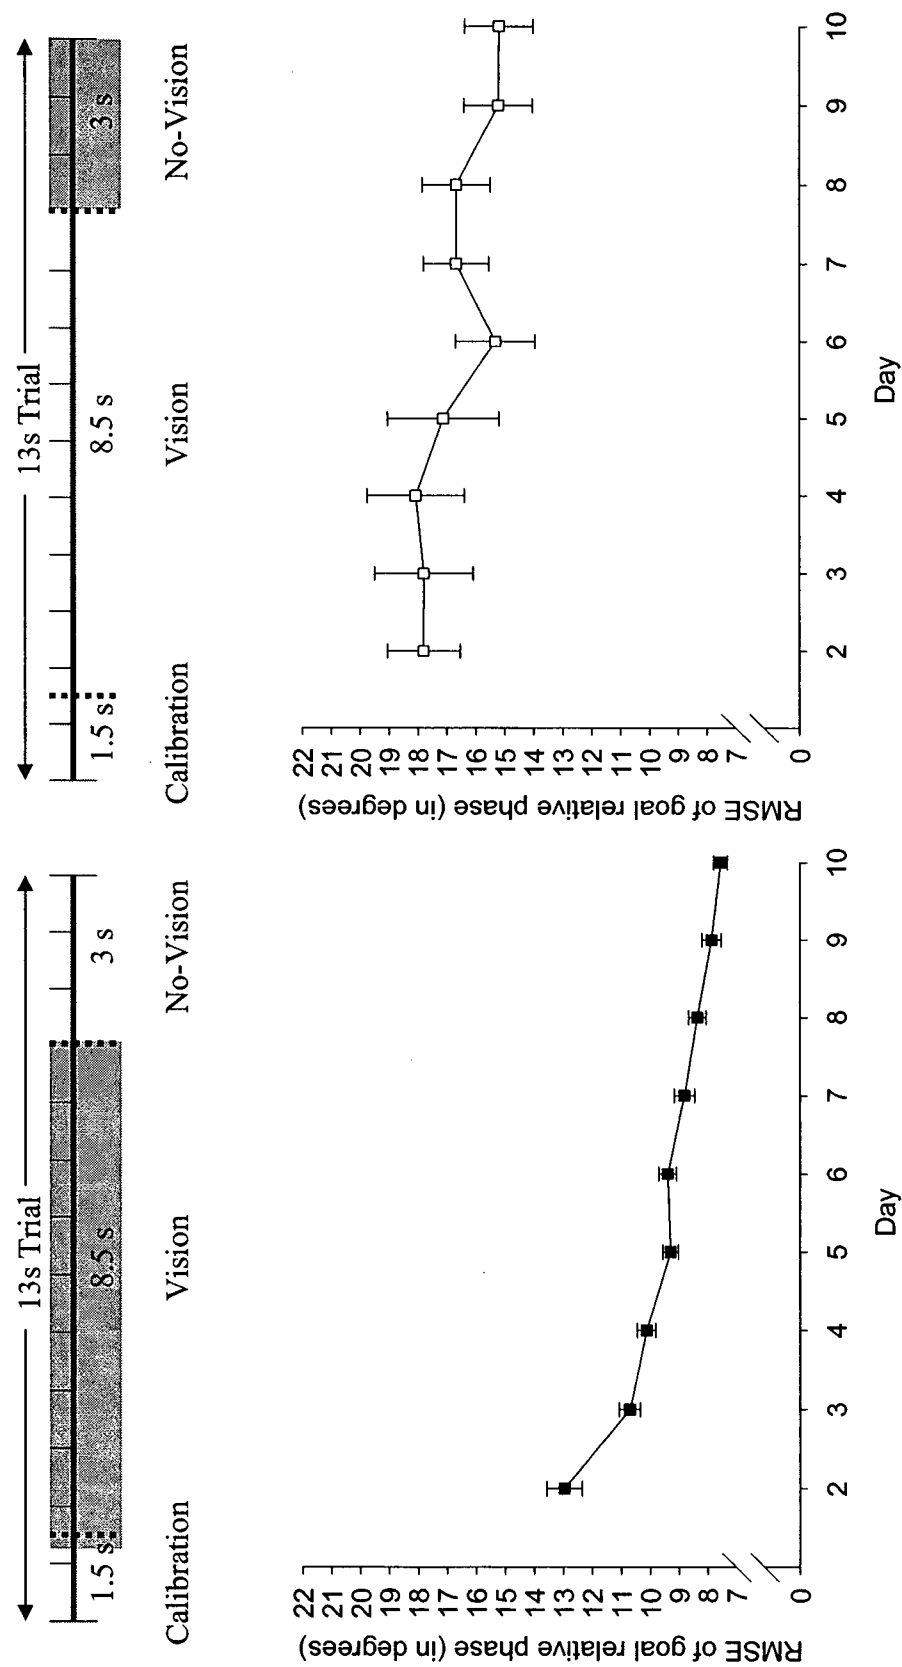 13s Trial
1.5 s
8.5 s
3 s
Calibration
Vision
No-Vision
RMSE of goal relative phase (in degrees)
22
21
20
19
18
17
16
15
14
13
12
11
10
9
8
7
0
2
3
4
5
6
7
8
9
10
Day
13s Trial
1.5 s
8.5 s
3 s
Calibration
Vision
No-Vision
RMSE of goal relative phase (in degrees)
22
21
20
19
18
17
16
15
14
13
12
11
10
9
8
7
0
2
3
4
5
6
7
8
9
10
Day